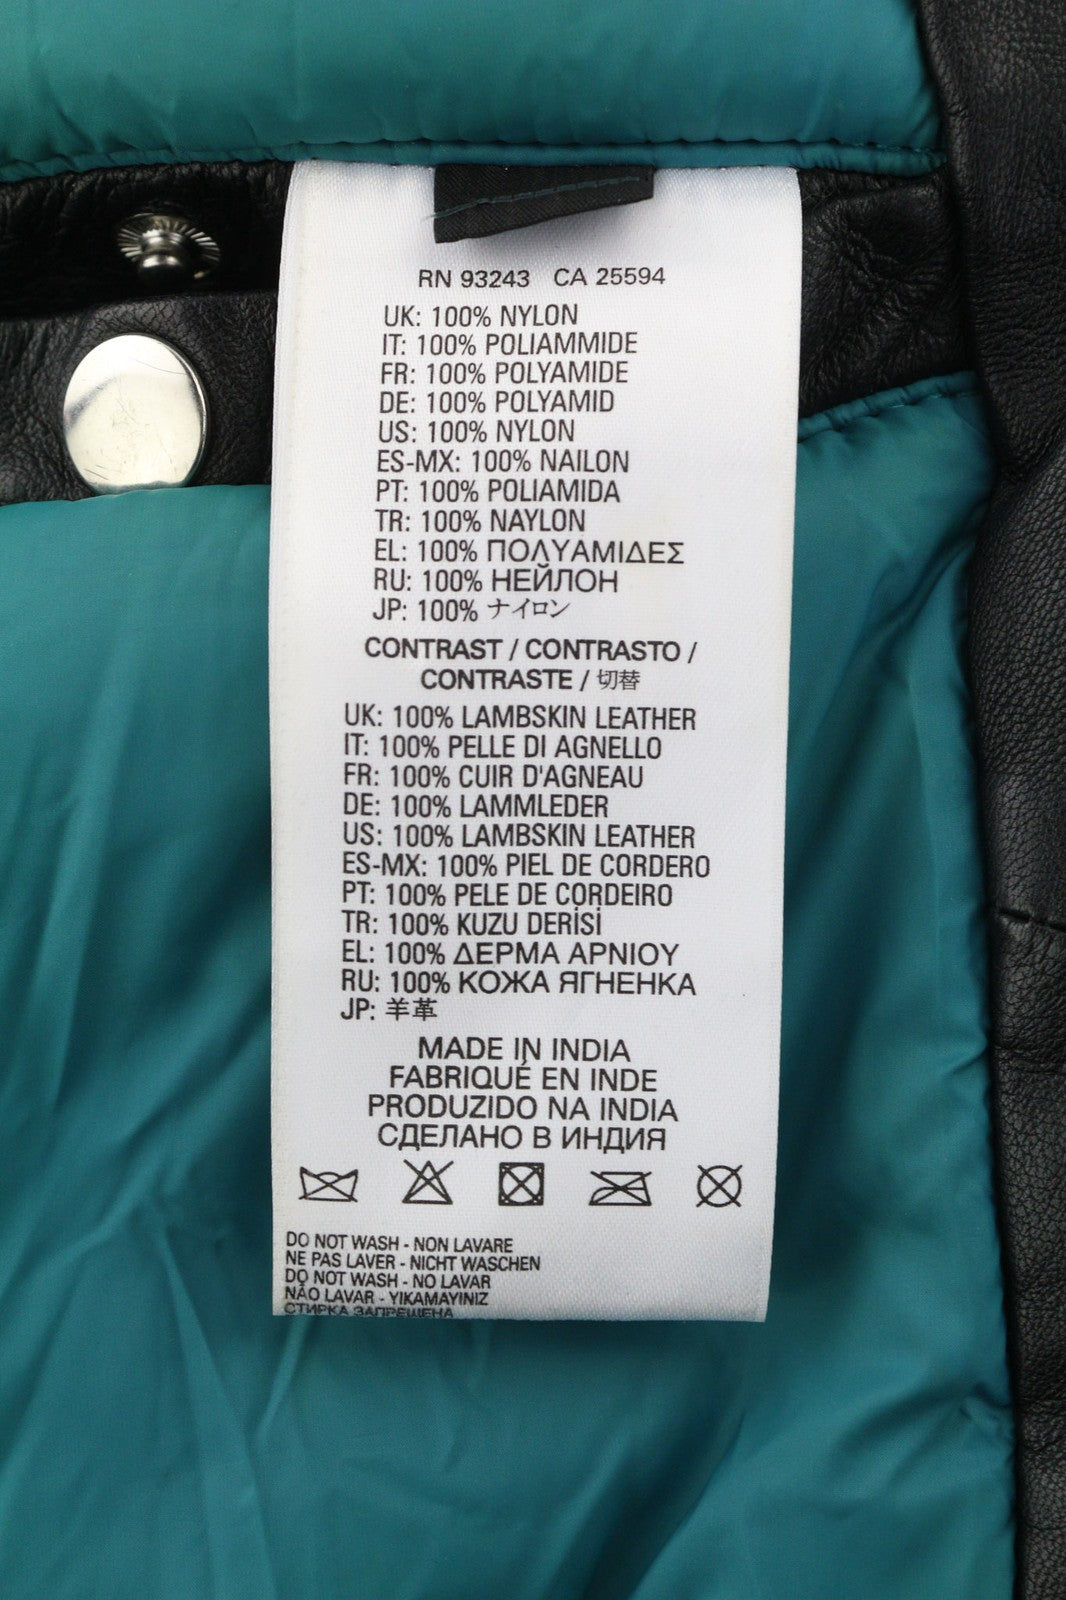 RN 93243 CA 25594
UK: 100% NYLON
IT: 100% POLIAMMIDE
FR: 100% POLYAMIDE
DE: 100% POLYAMID
US: 100% NYLON
ES-MX: 100% NAILON
PT: 100% POLIAMIDA
TR: 100% NAYLON
EL: 100% ΠΟΛΥΑΜΙΔΕΣ
RU: 100% НЕЙЛОН
JP: 100% ナイロン
CONTRAST / CONTRASTO /
CONTRASTE / 切替
UK: 100% LAMBSKIN LEATHER
IT: 100% PELLE DI AGNELLO
FR: 100% CUIR D'AGNEAU
DE: 100% LAMMLEDER
US: 100% LAMBSKIN LEATHER
ES-MX: 100% PIEL DE CORDERO
PT: 100% PELE DE CORDEIRO
TR: 100% KUZU DERİSİ
EL: 100% ΔΕΡΜΑ ΑΡΝΙΟΥ
RU: 100% КОЖА ЯГНЕНКА
JP: 羊革
MADE IN INDIA
FABRIQUÉ EN INDE
PRODUZIDO NA INDIA
СДЕЛАНО В ИНДИЯ
DO NOT WASH - NON LAVARE
NE PAS LAVER - NICHT WASCHEN
DO NOT WASH - NO LAVAR
NÃO LAVAR - YIKAMAYINIZ
СТИРКА ЗАПРЕЩЕНА